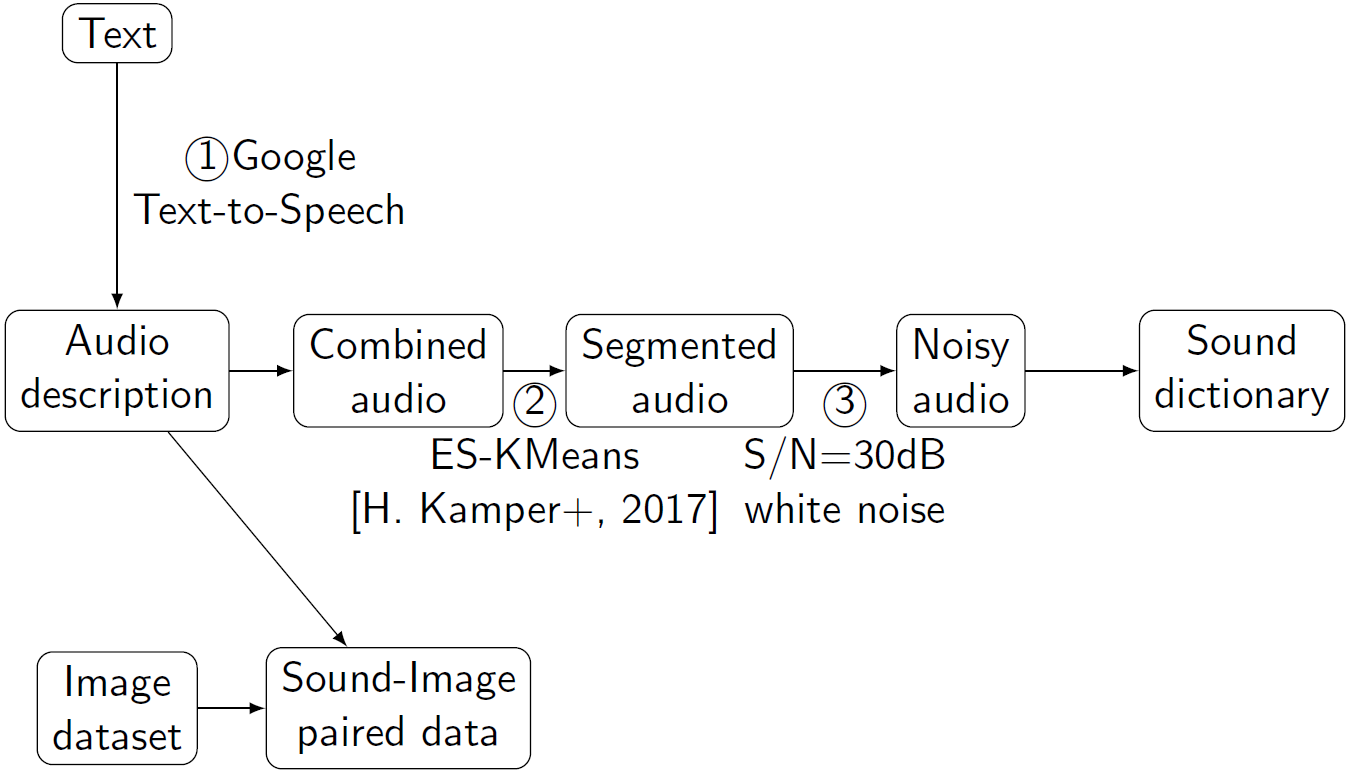 Text
①Google
Text-to-Speech
Audio
description
Combined
audio
②
ES-KMeans
[H. Kamper+, 2017]
Segmented
audio
③
S/N=30dB
white noise
Noisy
audio
Sound
dictionary
Image
dataset
Sound-Image
paired data